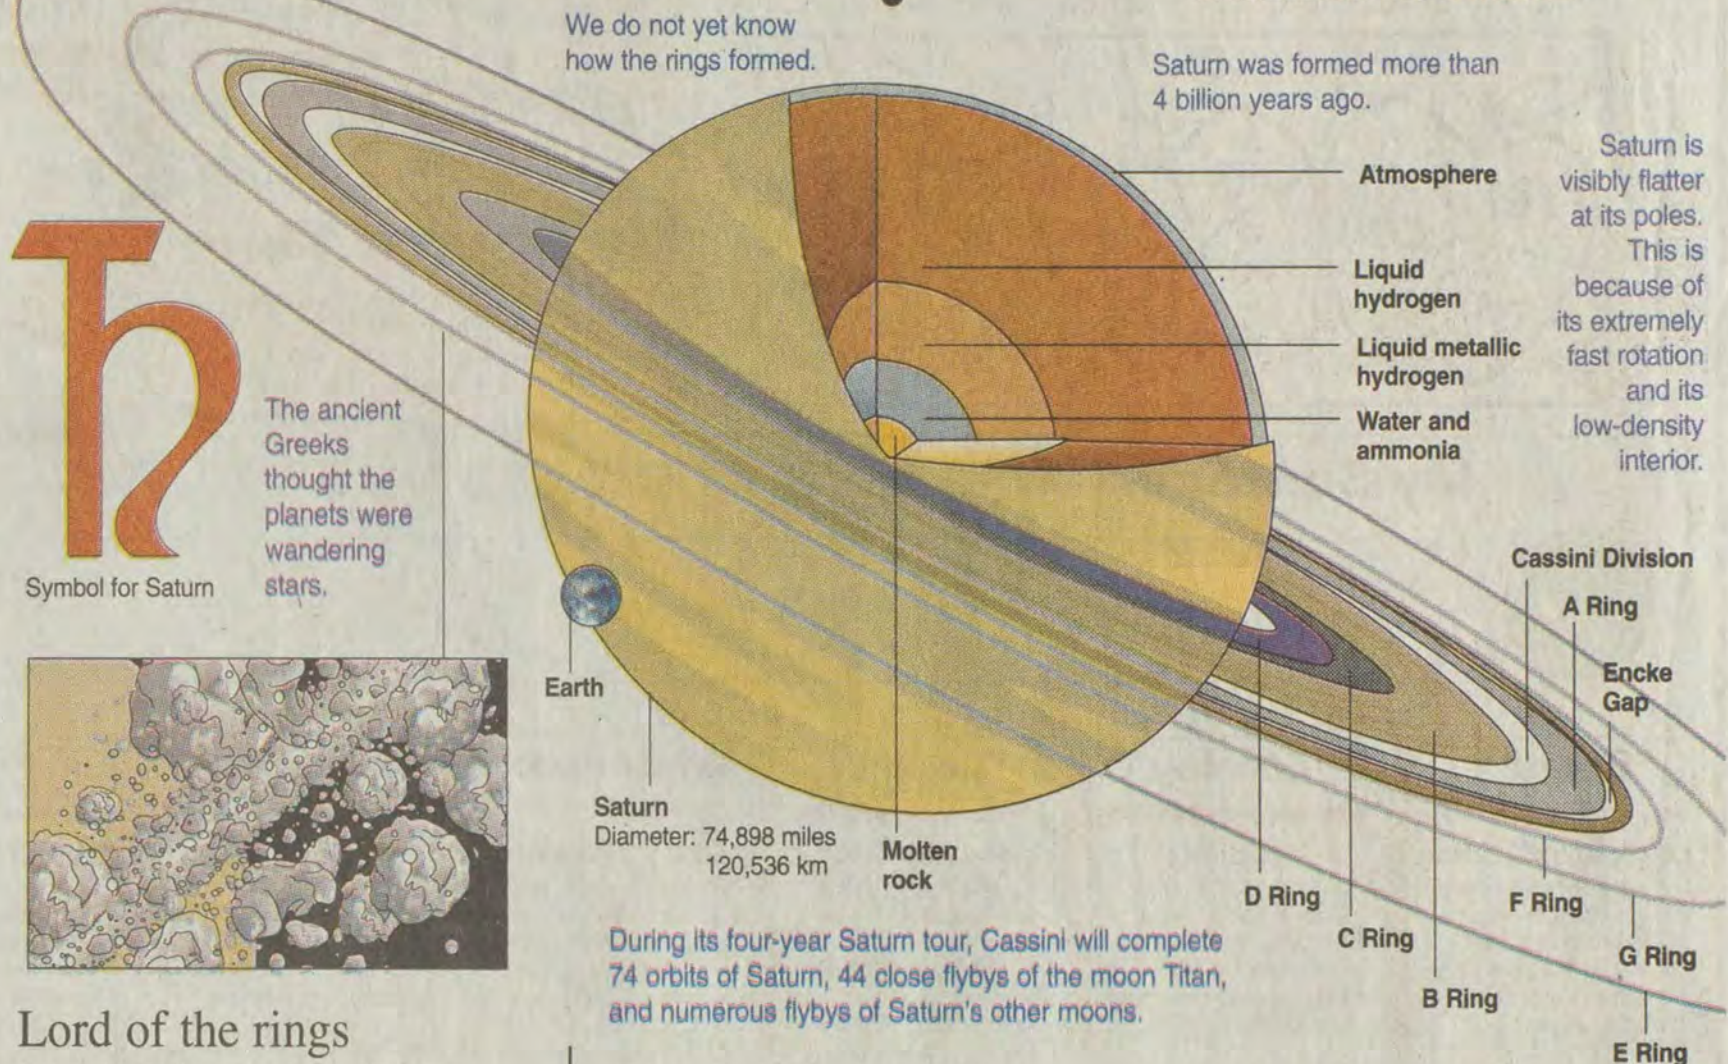 We do not yet know
how the rings formed.
Saturn was formed more than
4 billion years ago.
Saturn is
visibly flatter
at its poles.
This is
because of
its extremely
fast rotation
and its
low-density
interior.
Atmosphere
Liquid
hydrogen
Liquid metallic
hydrogen
Water and
ammonia
The ancient
Greeks
thought the
planets were
wandering
stars.
Symbol for Saturn
Cassini Division
A Ring
Encke
Gap
Earth
Saturn
Diameter: 74,898 miles
120,536 km
Molten
rock
D Ring
C Ring
B Ring
F Ring
G Ring
E Ring
During its four-year Saturn tour, Cassini will complete
74 orbits of Saturn, 44 close flybys of the moon Titan,
and numerous flybys of Saturn's other moons.
Lord of the rings